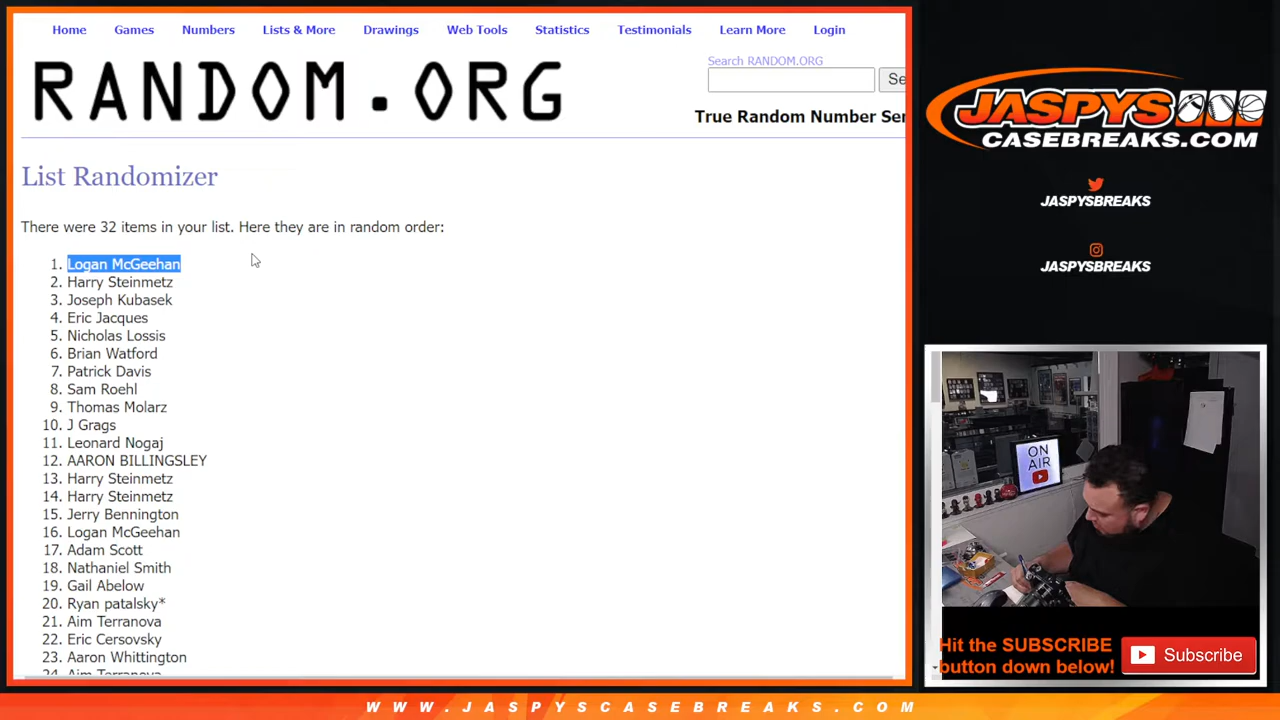 Home Games Numbers Lists & More Drawings Web Tools Statistics Testimonials Learn More Login
RANDOM.ORG
Search RANDOM.ORG
Se
True Random Number Ser
List Randomizer
There were 32 items in your list. Here they are in random order:
1. Logan McGeehan
2. Harry Steinmetz
3. Joseph Kubasek
4. Eric Jacques
5. Nicholas Lossis
6. Brian Watford
7. Patrick Davis
8. Sam Roehl
9. Thomas Molarz
10. J Grags
11. Leonard Nogaj
12. AARON BILLINGSLEY
13. Harry Steinmetz
14. Harry Steinmetz
15. Jerry Bennington
16. Logan McGeehan
17. Adam Scott
18. Nathaniel Smith
19. Gail Abelow
20. Ryan patalsky*
21. Aim Terranova
22. Eric Cersovsky
23. Aaron Whittington
24. Aim Terranova
JASPYS
CASEBREAKS.COM
JASPYSBREAKS
JASPYSBREAKS
ON
AIR
Hit the SUBSCRIBE
button down below!
Subscribe
WWW.JASPYSCASEBREAKS.COM